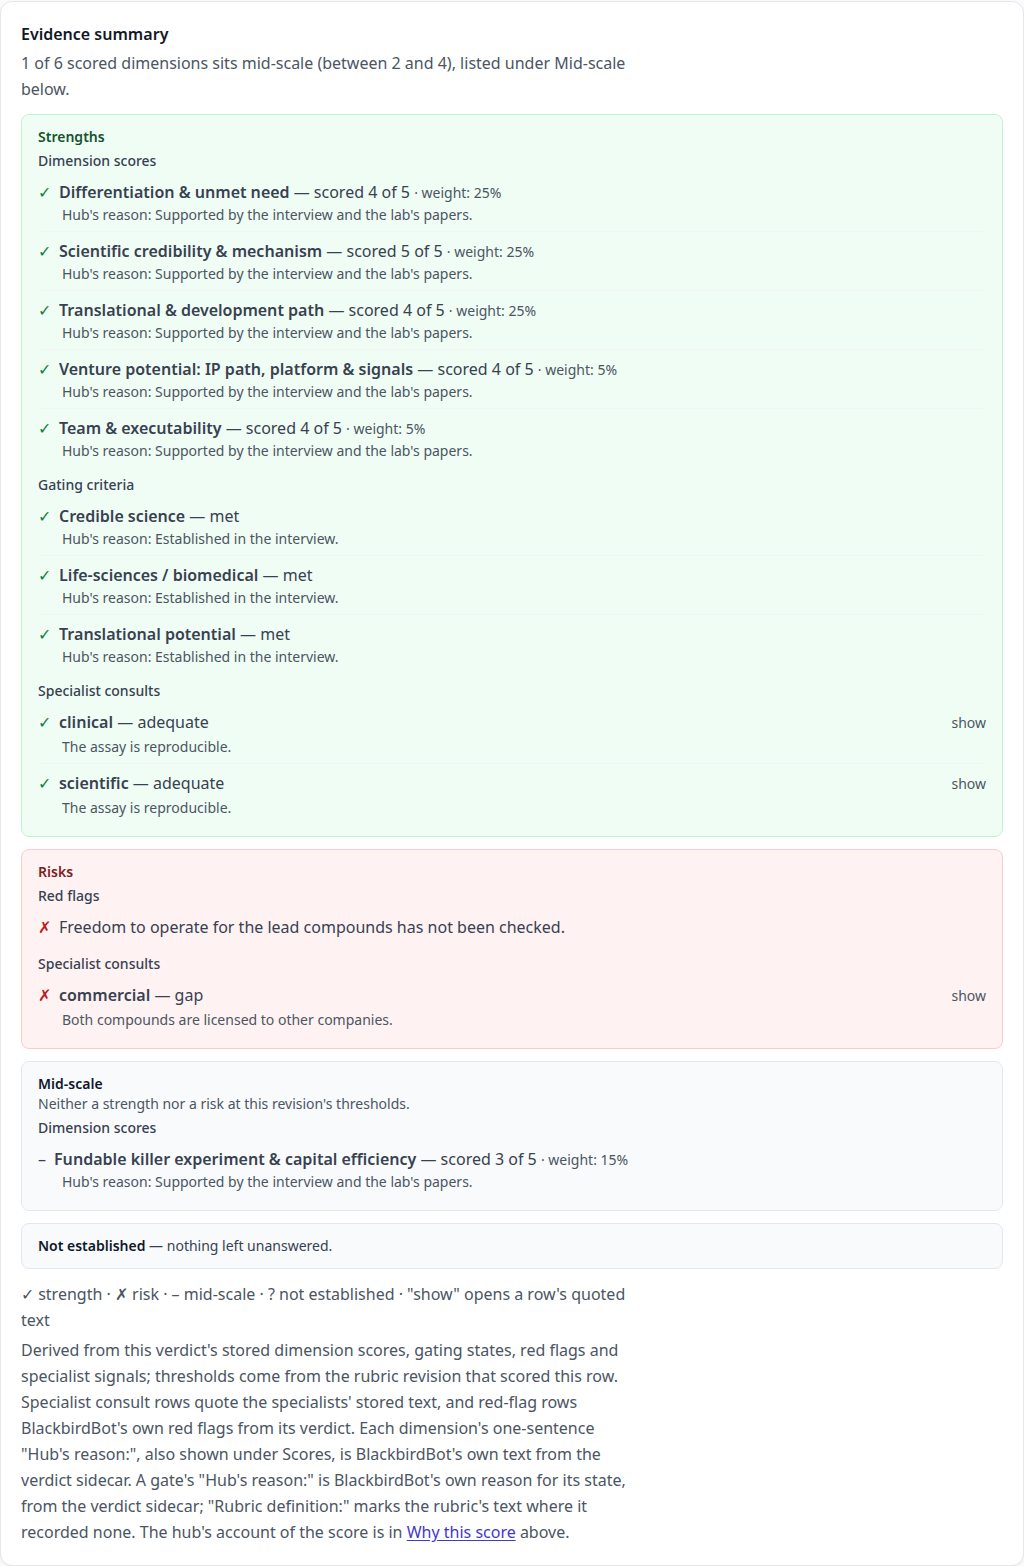 Evidence summary
1 of 6 scored dimensions sits mid-scale (between 2 and 4), listed under Mid-scale
below.
Strengths
Dimension scores
✓ Differentiation & unmet need — scored 4 of 5 · weight: 25%
Hub's reason: Supported by the interview and the lab's papers.
✓ Scientific credibility & mechanism — scored 5 of 5 · weight: 25%
Hub's reason: Supported by the interview and the lab's papers.
✓ Translational & development path — scored 4 of 5 · weight: 25%
Hub's reason: Supported by the interview and the lab's papers.
✓ Venture potential: IP path, platform & signals — scored 4 of 5 · weight: 5%
Hub's reason: Supported by the interview and the lab's papers.
✓ Team & executability — scored 4 of 5 · weight: 5%
Hub's reason: Supported by the interview and the lab's papers.
Gating criteria
✓ Credible science — met
Hub's reason: Established in the interview.
✓ Life-sciences / biomedical — met
Hub's reason: Established in the interview.
✓ Translational potential — met
Hub's reason: Established in the interview.
Specialist consults
✓ clinical — adequate show
The assay is reproducible.
✓ scientific — adequate show
The assay is reproducible.
Risks
Red flags
✗ Freedom to operate for the lead compounds has not been checked.
Specialist consults
✗ commercial — gap show
Both compounds are licensed to other companies.
Mid-scale
Neither a strength nor a risk at this revision's thresholds.
Dimension scores
– Fundable killer experiment & capital efficiency — scored 3 of 5 · weight: 15%
Hub's reason: Supported by the interview and the lab's papers.
Not established — nothing left unanswered.
✓ strength · ✗ risk · – mid-scale · ? not established · "show" opens a row's quoted
text
Derived from this verdict's stored dimension scores, gating states, red flags and
specialist signals; thresholds come from the rubric revision that scored this row.
Specialist consult rows quote the specialists' stored text, and red-flag rows
BlackbirdBot's own red flags from its verdict. Each dimension's one-sentence
"Hub's reason:", also shown under Scores, is BlackbirdBot's own text from the
verdict sidecar. A gate's "Hub's reason:" is BlackbirdBot's own reason for its state,
from the verdict sidecar; "Rubric definition:" marks the rubric's text where it
recorded none. The hub's account of the score is in Why this score above.